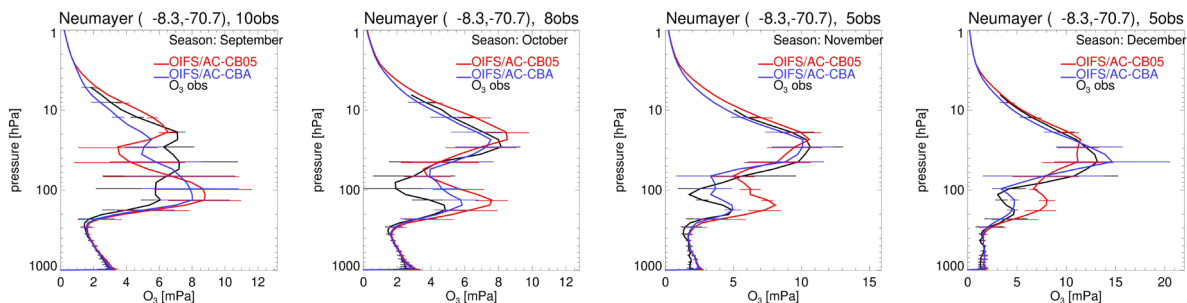 Neumayer ( -8.3,-70.7), 10obs
Season: September
OIFS/AC-CB05
OIFS/AC-CBA
O₃ obs
pressure [hPa]
1
10
100
1000
0 2 4 6 8 10 12
O₃ [mPa]
Neumayer ( -8.3,-70.7), 8obs
Season: October
OIFS/AC-CB05
OIFS/AC-CBA
O₃ obs
pressure [hPa]
1
10
100
1000
0 2 4 6 8 10 12
O₃ [mPa]
Neumayer ( -8.3,-70.7), 5obs
Season: November
OIFS/AC-CB05
OIFS/AC-CBA
O₃ obs
pressure [hPa]
1
10
100
1000
0 5 10 15
O₃ [mPa]
Neumayer ( -8.3,-70.7), 5obs
Season: December
OIFS/AC-CB05
OIFS/AC-CBA
O₃ obs
pressure [hPa]
1
10
100
1000
0 5 10 15 20
O₃ [mPa]